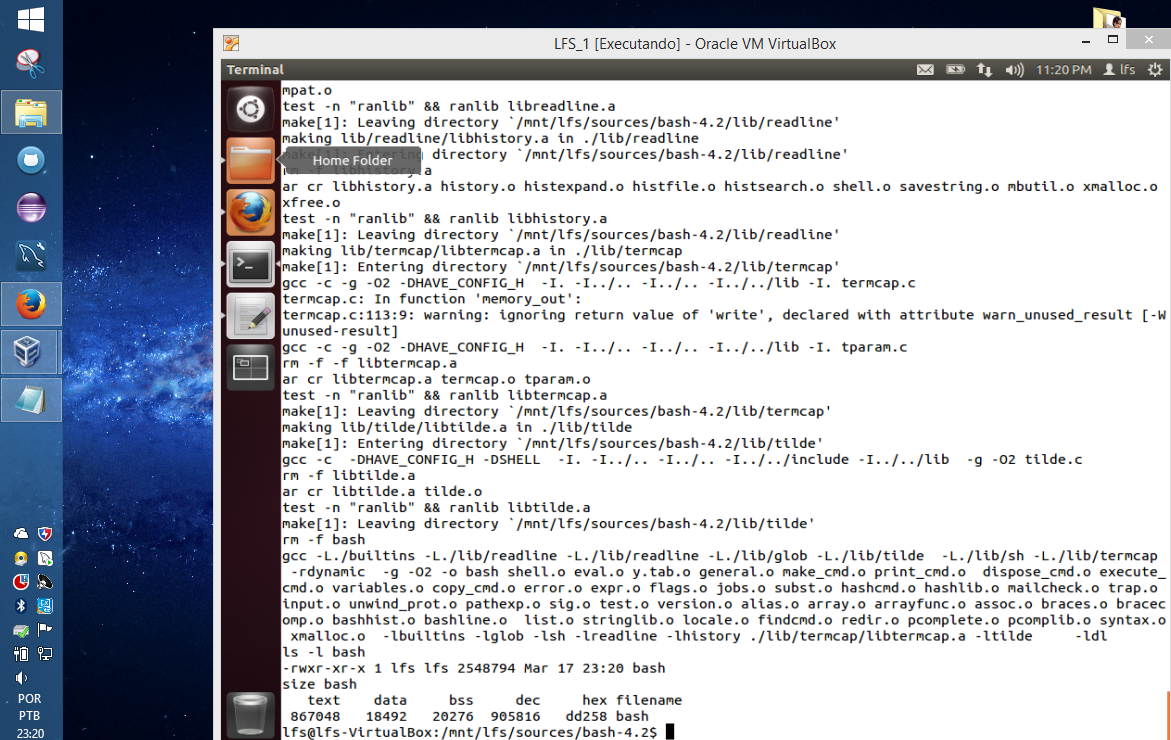 LFS_1 [Executando] - Oracle VM VirtualBox
Terminal
11:20 PM lfs
mpat.o
test -n "ranlib" && ranlib libreadline.a
make[1]: Leaving directory `/mnt/lfs/sources/bash-4.2/lib/readline'
making lib/readline/libhistory.a in ./lib/readline
make[1]: Entering directory `/mnt/lfs/sources/bash-4.2/lib/readline'
Home Folder
rm -f libhistory.a
ar cr libhistory.a history.o histexpand.o histfile.o histsearch.o shell.o savestring.o mbutil.o xmalloc.o
xfree.o
test -n "ranlib" && ranlib libhistory.a
make[1]: Leaving directory `/mnt/lfs/sources/bash-4.2/lib/readline'
making lib/termcap/libtermcap.a in ./lib/termcap
make[1]: Entering directory `/mnt/lfs/sources/bash-4.2/lib/termcap'
gcc -c -g -O2 -DHAVE_CONFIG_H  -I. -I../.. -I../.. -I../../lib -I. termcap.c
termcap.c: In function 'memory_out':
termcap.c:113:9: warning: ignoring return value of 'write', declared with attribute warn_unused_result [-W
unused-result]
gcc -c -g -O2 -DHAVE_CONFIG_H  -I. -I../.. -I../.. -I../../lib -I. tparam.c
rm -f -f libtermcap.a
ar cr libtermcap.a termcap.o tparam.o
test -n "ranlib" && ranlib libtermcap.a
make[1]: Leaving directory `/mnt/lfs/sources/bash-4.2/lib/termcap'
making lib/tilde/libtilde.a in ./lib/tilde
make[1]: Entering directory `/mnt/lfs/sources/bash-4.2/lib/tilde'
gcc -c  -DHAVE_CONFIG_H -DSHELL  -I. -I../.. -I../.. -I../../include -I../../lib  -g -O2 tilde.c
rm -f libtilde.a
ar cr libtilde.a tilde.o
test -n "ranlib" && ranlib libtilde.a
make[1]: Leaving directory `/mnt/lfs/sources/bash-4.2/lib/tilde'
rm -f bash
gcc -L./builtins -L./lib/readline -L./lib/readline -L./lib/glob -L./lib/tilde  -L./lib/sh -L./lib/termcap
-rdynamic  -g -O2 -o bash shell.o eval.o y.tab.o general.o make_cmd.o print_cmd.o  dispose_cmd.o execute_
cmd.o variables.o copy_cmd.o error.o expr.o flags.o jobs.o subst.o hashcmd.o hashlib.o mailcheck.o trap.o
input.o unwind_prot.o pathexp.o sig.o test.o version.o alias.o array.o arrayfunc.o assoc.o braces.o bracec
omp.o bashhist.o bashline.o  list.o stringlib.o locale.o findcmd.o redir.o pcomplete.o pcomplib.o syntax.o
xmalloc.o  -lbuiltins -lglob -lsh -lreadline -lhistory ./lib/termcap/libtermcap.a -ltilde     -ldl
ls -l bash
-rwxr-xr-x 1 lfs lfs 2548794 Mar 17 23:20 bash
size bash
text    data     bss     dec     hex filename
867048   18492   20276  905816   dd258 bash
lfs@lfs-VirtualBox:/mnt/lfs/sources/bash-4.2$
POR
PTB
23:20